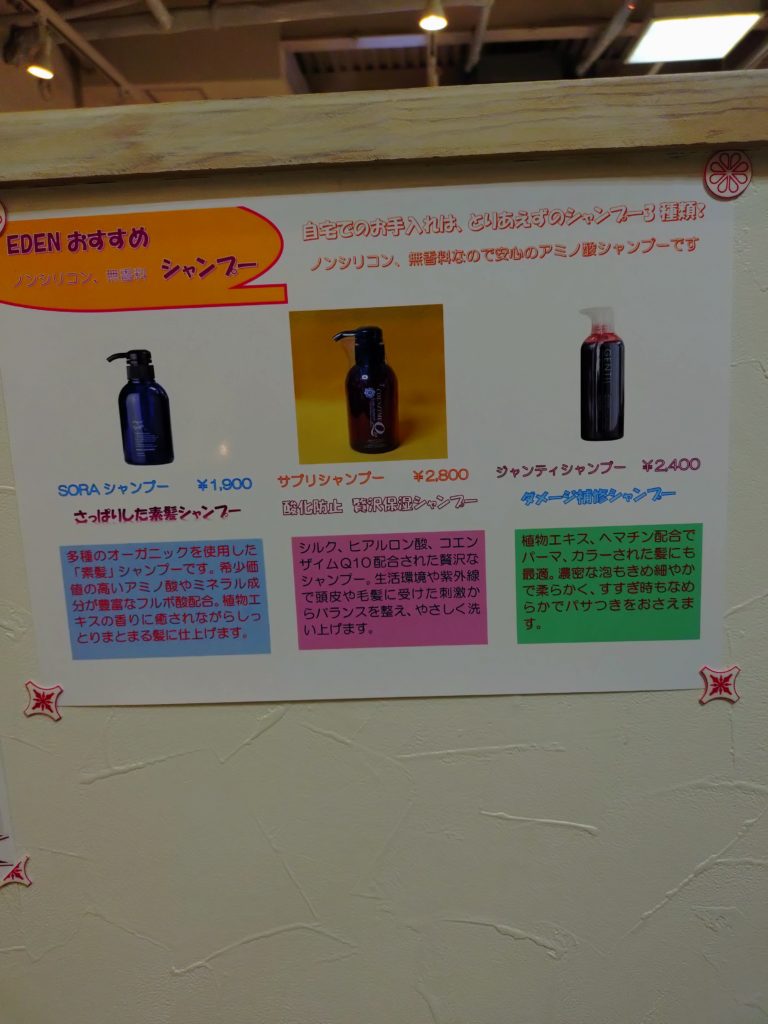 EDEN おすすめ
ノンシリコン、無香料 シャンプー
自宅でのお手入れは、とりあえずのシャンプー3種類?
ノンシリコン、無香料なので安心のアミノ酸シャンプーです
SORA シャンプー ¥1,900
さっぱりした素髪シャンプー
多種のオーガニックを使用した
「素髪」シャンプーです。希少価
値の高いアミノ酸やミネラル成
分が豊富なフルボ酸配合。植物エ
キスの香りに癒されながらしっ
とりまとまる髪に仕上げます。
サプリシャンプー ¥2,800
酸化防止 贅沢保湿シャンプー
シルク、ヒアルロン酸、コエン
ザイムQ10配合された贅沢な
シャンプー。生活環境や紫外線
で頭皮や毛髪に受けた刺激か
らバランスを整え、やさしく洗
い上げます。
ジャンティシャンプー ¥2,400
ダメージ補修シャンプー
植物エキス、ヘマチン配合で
パーマ、カラーされた髪にも
最適。濃密な泡もきめ細やか
で柔らかく、すすぎ時もなめ
らかでパサつきをおさえま
す。